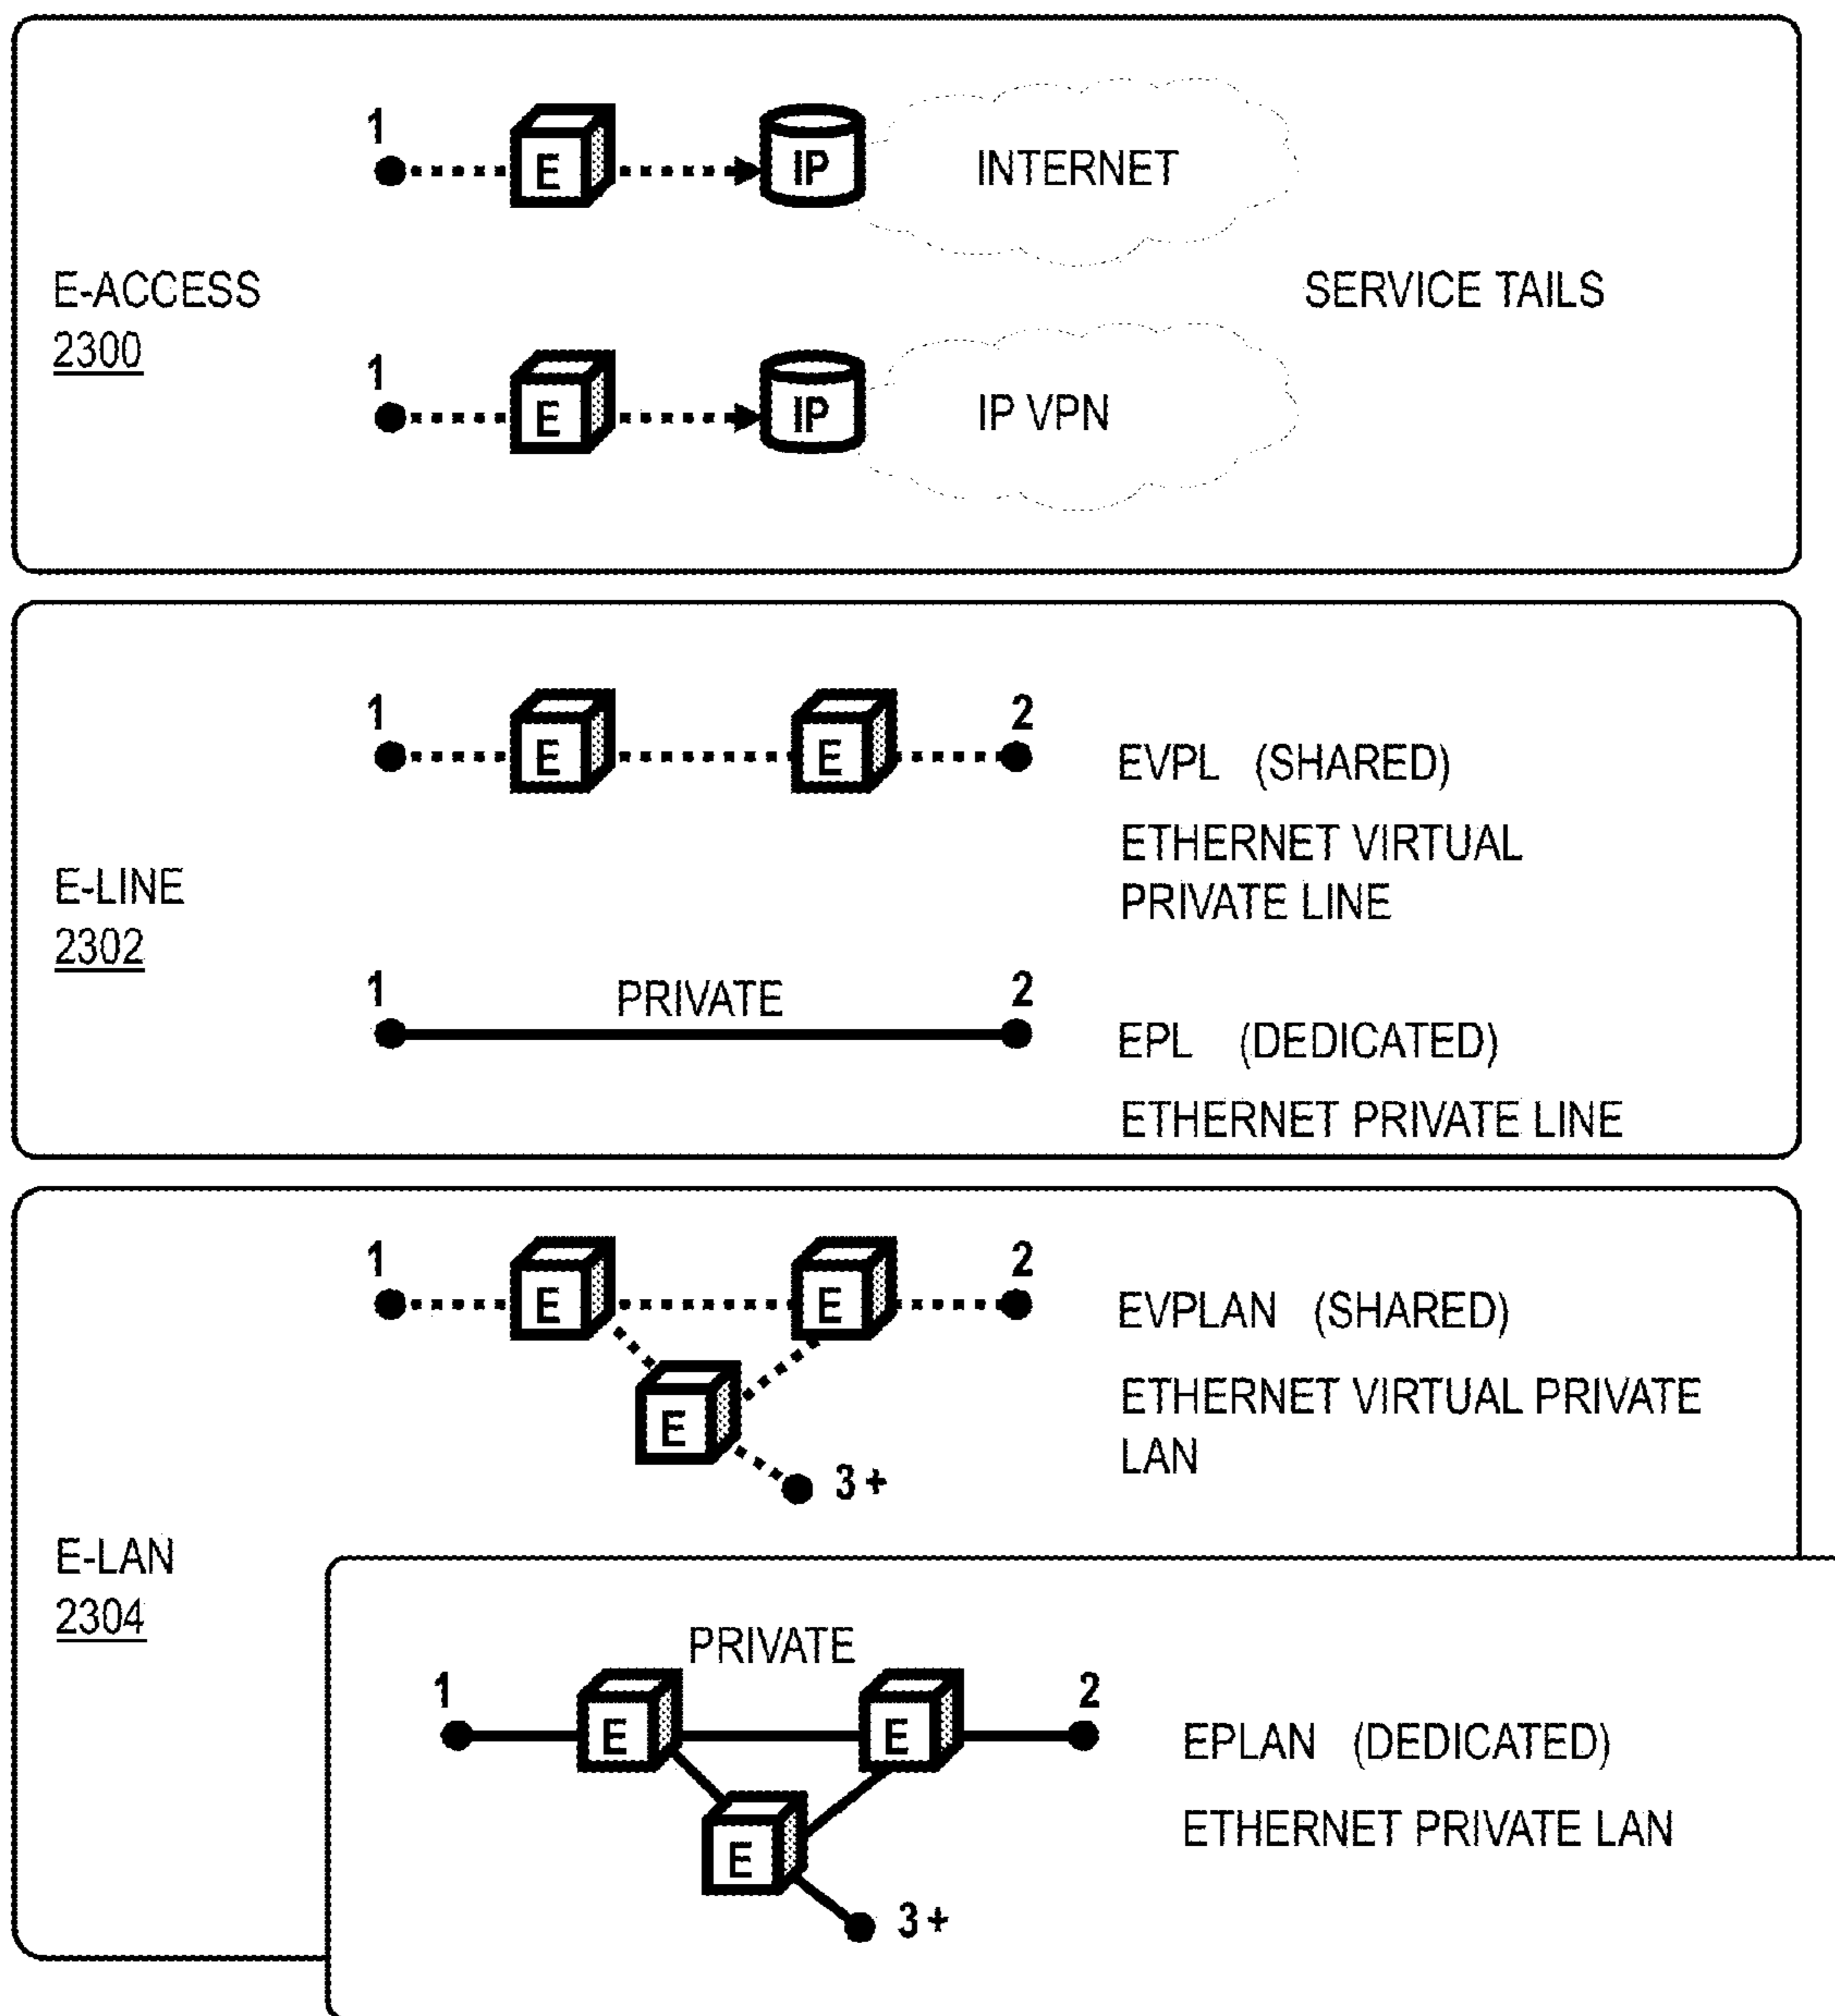 1
E
IP
INTERNET
E-ACCESS
2300
SERVICE TAILS
1
E
IP
IP VPN
1
E
E
2
EVPL (SHARED)
ETHERNET VIRTUAL
PRIVATE LINE
E-LINE
2302
1
PRIVATE
2
EPL (DEDICATED)
ETHERNET PRIVATE LINE
1
E
E
2
EVPLAN (SHARED)
ETHERNET VIRTUAL PRIVATE
LAN
E
3+
E-LAN
2304
PRIVATE
1
E
E
2
EPLAN (DEDICATED)
ETHERNET PRIVATE LAN
E
3+